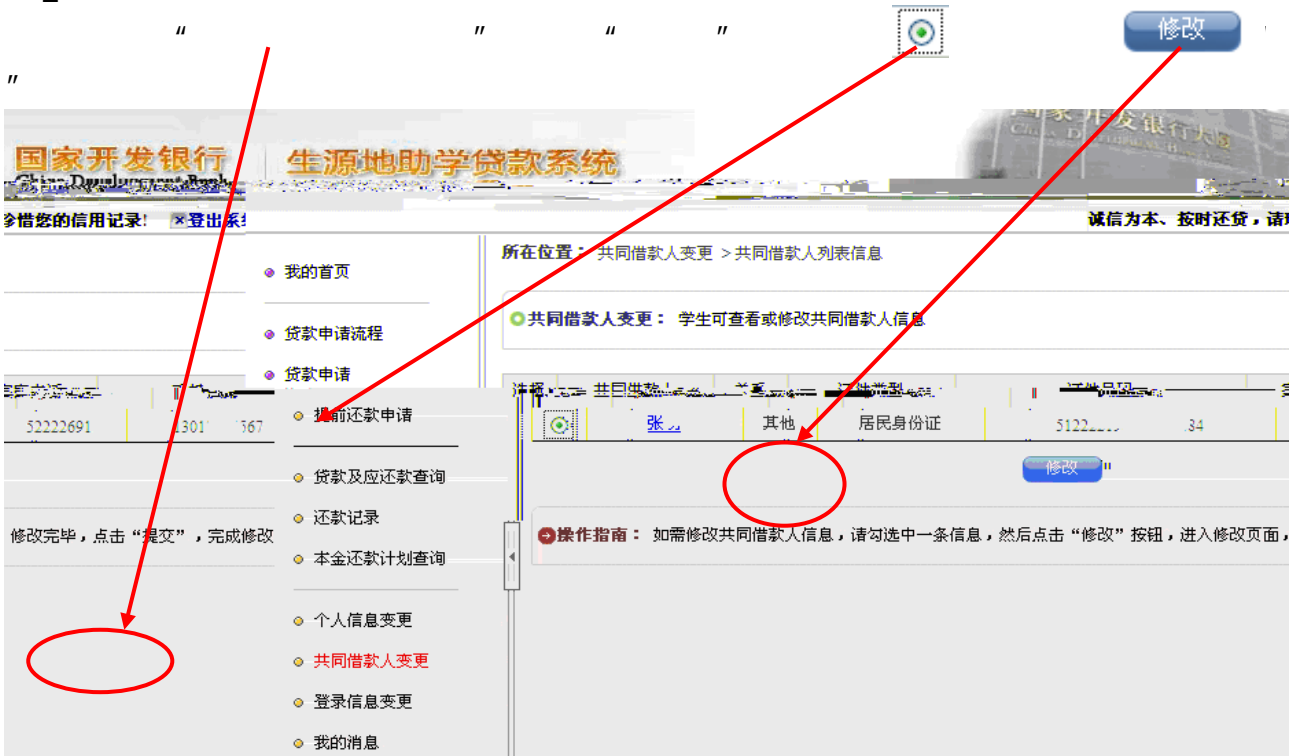 “ ” “ ” 修改
”
国家开发银行 生源地助学贷款系统
珍惜您的信用记录! 登出系
诚信为本、按时还贷，请
所在位置： 共同借款人变更 >共同借款人列表信息
我的首页
共同借款人变更： 学生可查看或修改共同借款人信息
贷款申请流程
贷款申请
提前还款申请
52222691
张 其他 居民身份证
贷款及应还款查询
修改
还款记录
修改完毕，点击“提交”，完成修改
操作指南： 如需修改共同借款人信息，请勾选中一条信息，然后点击“修改”按钮，进入修改页面，
本金还款计划查询
个人信息变更
共同借款人变更
登录信息变更
我的消息